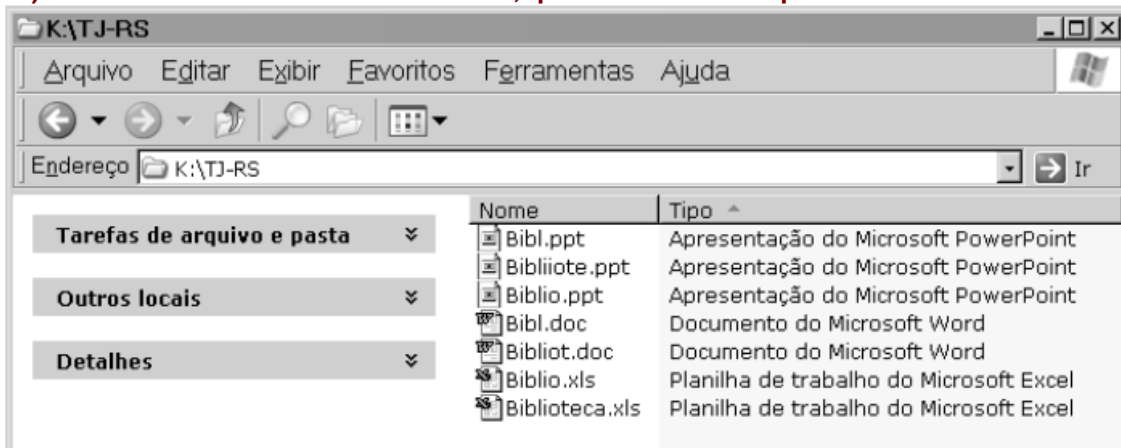 K:\TJ-RS
Arquivo Editar Exibir Favoritos Ferramentas Ajuda
Endereço K:\TJ-RS Ir
Nome Tipo
Tarefas de arquivo e pasta
Outros locais
Detalhes
Bibl.ppt Apresentação do Microsoft PowerPoint
Bibliiote.ppt Apresentação do Microsoft PowerPoint
Biblio.ppt Apresentação do Microsoft PowerPoint
Bibl.doc Documento do Microsoft Word
Bibliot.doc Documento do Microsoft Word
Biblio.xls Planilha de trabalho do Microsoft Excel
Biblioteca.xls Planilha de trabalho do Microsoft Excel